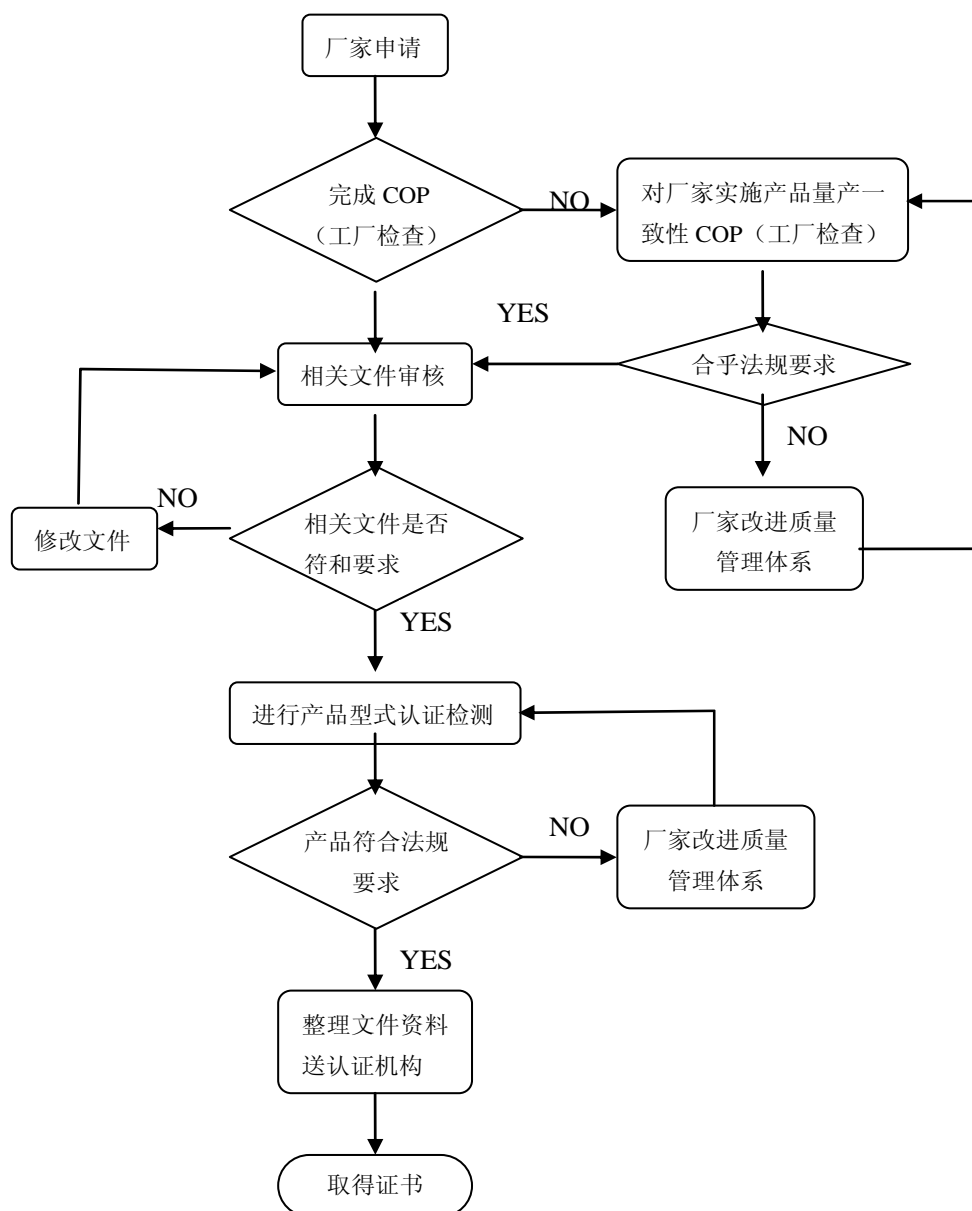 厂家申请
完成 COP
（工厂检查）
NO
对厂家实施产品量产一
致性 COP（工厂检查）
YES
相关文件审核
合乎法规要求
NO
NO
修改文件
相关文件是否
符和要求
厂家改进质量
管理体系
YES
进行产品型式认证检测
产品符合法规
要求
NO
厂家改进质量
管理体系
YES
整理文件资料
送认证机构
取得证书